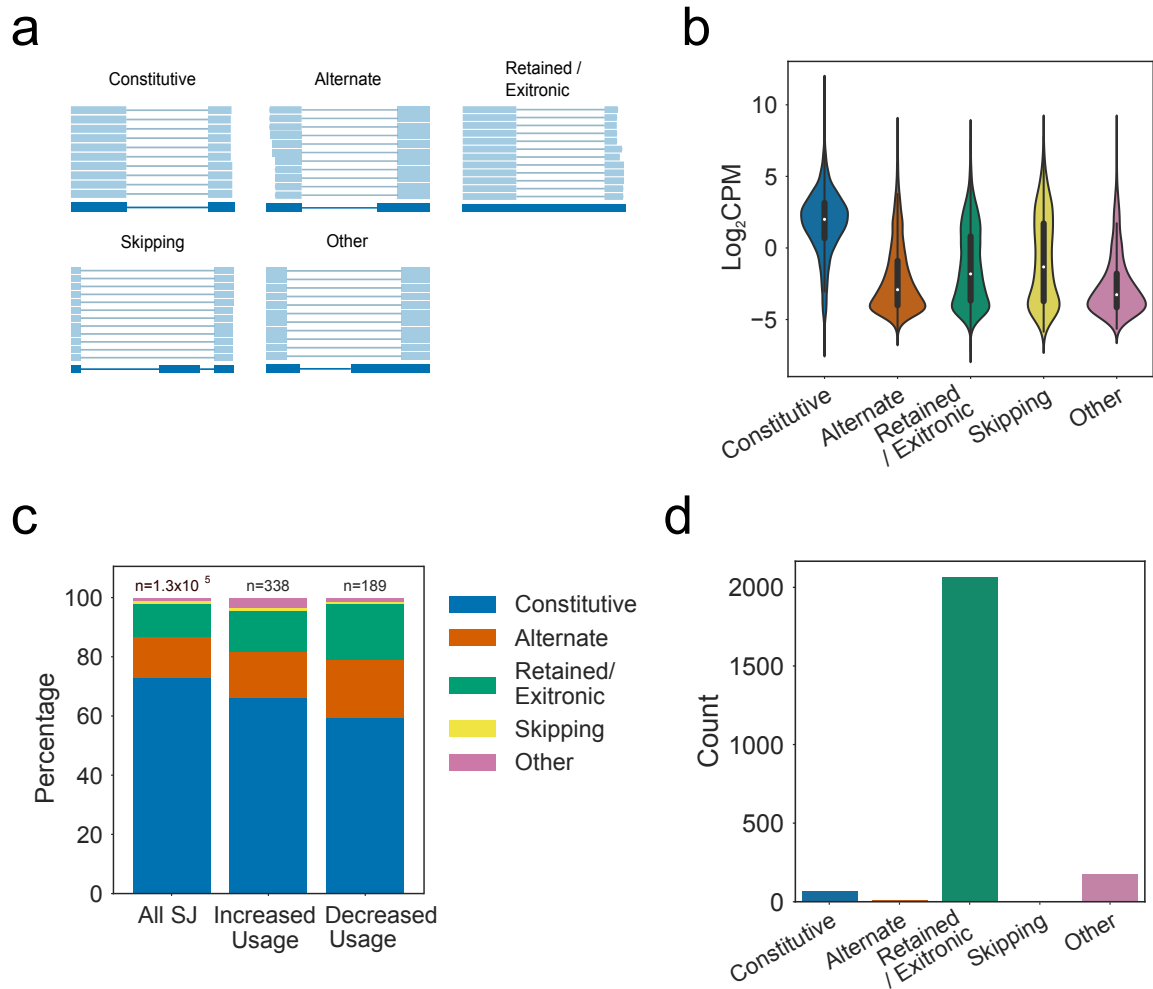 a
Constitutive
Alternate
Retained /
Exitronic
Skipping
Other
b
Log₂CPM
10
5
0
−5
Constitutive
Alternate
Retained
/ Exitronic
Skipping
Other
c
Percentage
100
80
60
40
20
0
n=1.3x10 ⁵
n=338
n=189
All SJ
Increased
Usage
Decreased
Usage
Constitutive
Alternate
Retained/
Exitronic
Skipping
Other
d
Count
2000
1500
1000
500
0
Constitutive
Alternate
Retained
/ Exitronic
Skipping
Other